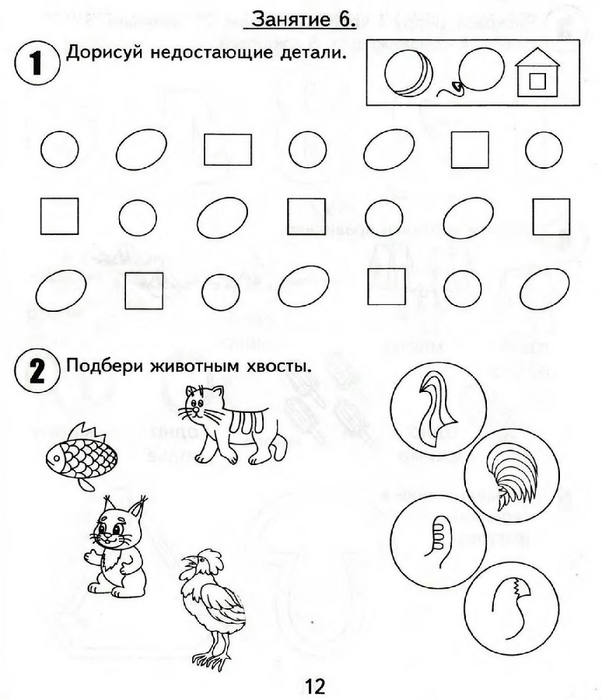 Занятие 6.
1 Дорисуй недостающие детали.
2 Подбери животным хвосты.
12